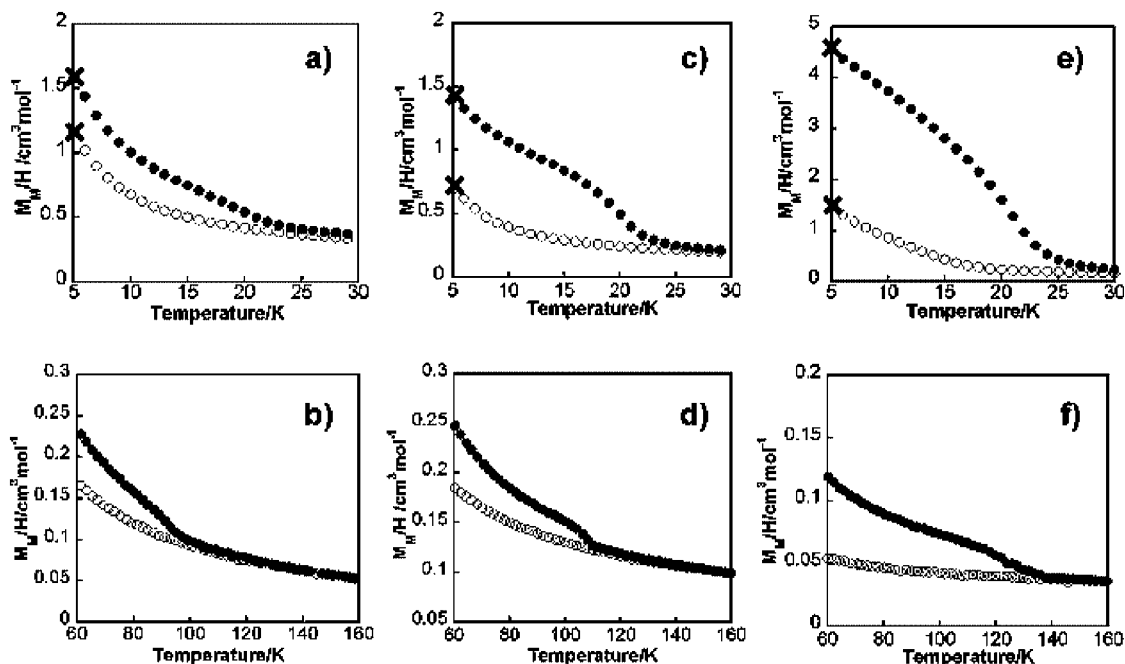 2
1.5
1
0.5
0
5 10 15 20 25 30
Temperature/K
M_M/H /cm³mol⁻¹
a)
2
1.5
1
0.5
0
5 10 15 20 25 30
Temperature/K
M_M/H/cm³mol⁻¹
c)
5
4
3
2
1
0
5 10 15 20 25 30
Temperature/K
M_M/H/cm³mol⁻¹
e)
0.3
0.25
0.2
0.15
0.1
0.05
0
60 80 100 120 140 160
Temperature/K
M_M/H/cm³mol⁻¹
b)
0.3
0.25
0.2
0.15
0.1
0.05
60 80 100 120 140 160
Temperature/K
M_M/H/cm³mol⁻¹
d)
0.2
0.15
0.1
0.05
0
60 80 100 120 140 160
Temperature/K
M_M/H/cm³mol⁻¹
f)